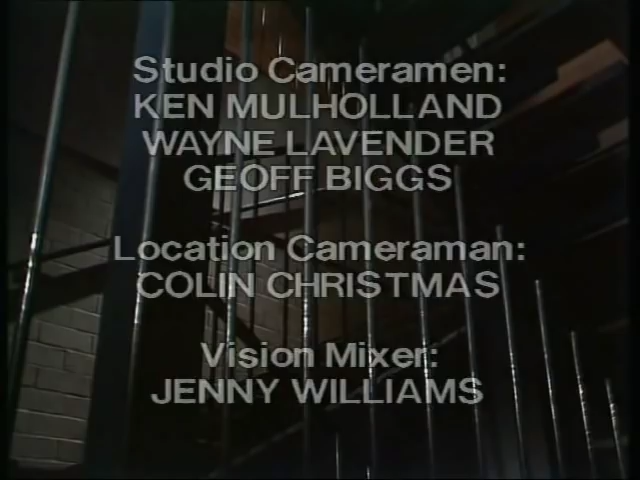 Studio Cameramen:
KEN MULHOLLAND
WAYNE LAVENDER
GEOFF BIGGS
Location Cameraman:
COLIN CHRISTMAS
Vision Mixer:
JENNY WILLIAMS